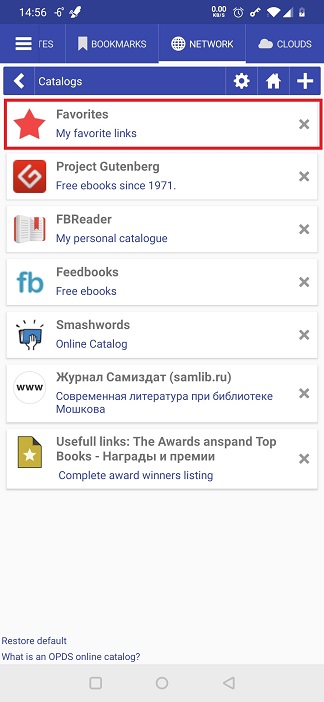 14:56 -6° 0.00 KB/S
TES BOOKMARKS NETWORK CLOUDS
Catalogs
Favorites
My favorite links
Project Gutenberg
Free ebooks since 1971.
FBReader
My personal catalogue
fb
Feedbooks
Free ebooks
Smashwords
Online Catalog
www
Журнал Самиздат (samlib.ru)
Современная литература при библиотеке
Мошкова
Usefull links: The Awards anspand Top
Books - Награды и премии
Complete award winners listing
Restore default
What is an OPDS online catalog?